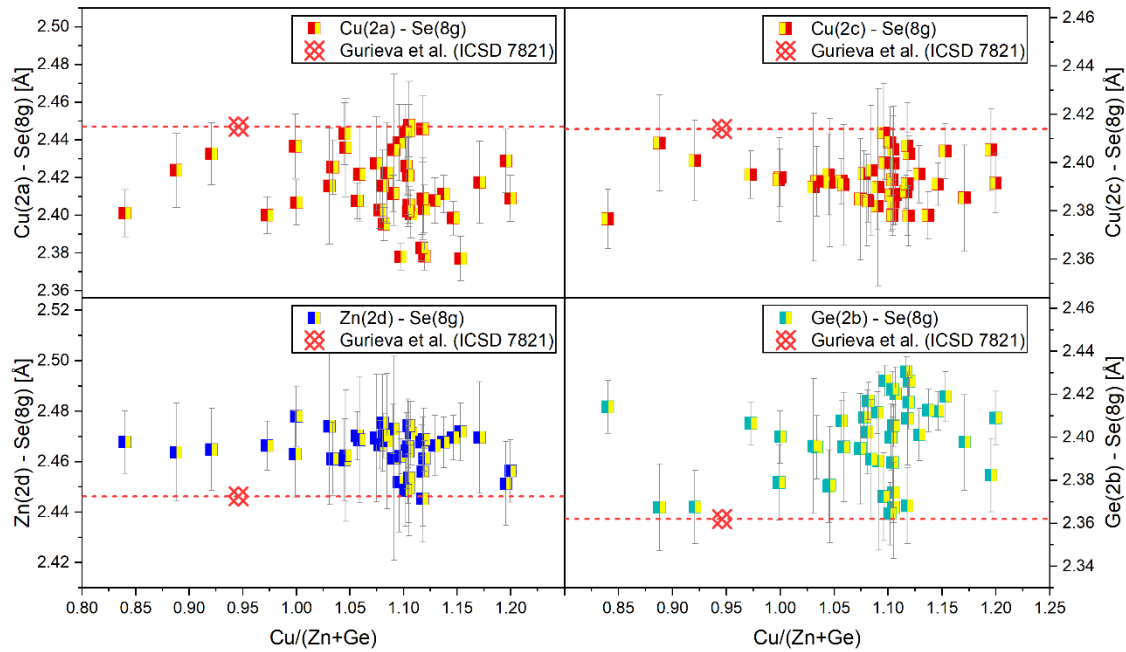 Cu(2a) - Se(8g)
Gurieva et al. (ICSD 7821)
Cu(2a) - Se(8g) [Å]
2.50
2.48
2.46
2.44
2.42
2.40
2.38
2.36
Cu(2c) - Se(8g)
Gurieva et al. (ICSD 7821)
2.46
2.44
2.42
2.40
2.38
2.36
Cu(2c) - Se(8g) [Å]
Zn(2d) - Se(8g)
Gurieva et al. (ICSD 7821)
Zn(2d) - Se(8g) [Å]
2.52
2.50
2.48
2.46
2.44
2.42
0.80 0.85 0.90 0.95 1.00 1.05 1.10 1.15 1.20
Cu/(Zn+Ge)
Ge(2b) - Se(8g)
Gurieva et al. (ICSD 7821)
2.46
2.44
2.42
2.40
2.38
2.36
2.34
Ge(2b) - Se(8g) [Å]
0.85 0.90 0.95 1.00 1.05 1.10 1.15 1.20 1.25
Cu/(Zn+Ge)